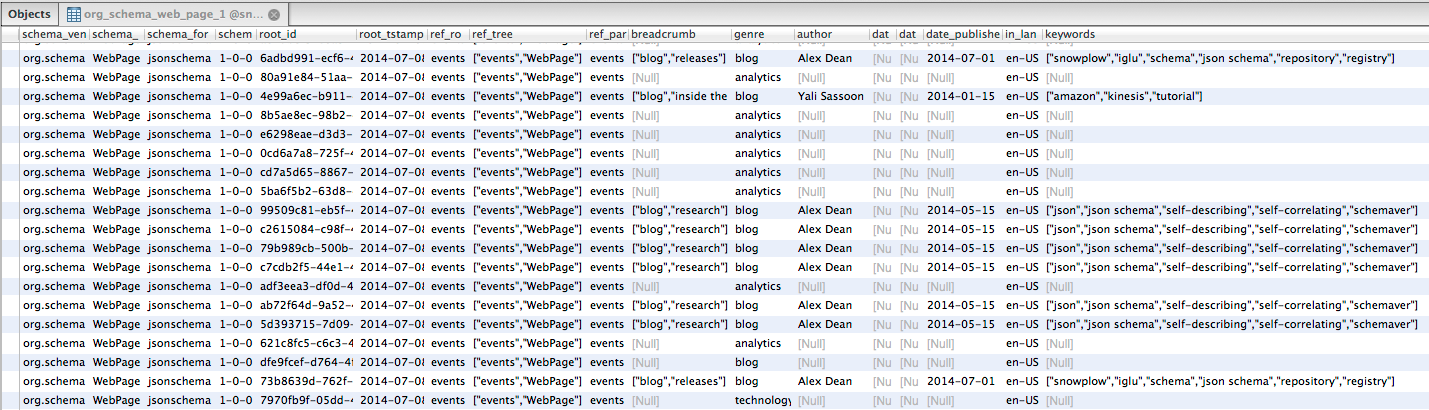 Objects org_schema_web_page_1 @sn...
schema_ven schema_ schema_for schem root_id root_tstamp ref_ro ref_tree ref_par breadcrumb genre author dat dat date_publishe in_lan keywords
org.schema WebPage jsonschema 1-0-0 6adbd991-ecf6-4 2014-07-08 events ["events","WebPage"] events ["blog","releases"] blog Alex Dean [Nu [Nu 2014-07-01 en-US ["snowplow","iglu","schema","json schema","repository","registry"]
org.schema WebPage jsonschema 1-0-0 80a91e84-51aa- 2014-07-08 events ["events","WebPage"] events [Null] analytics [Null] [Nu [Nu [Null] en-US [Null]
org.schema WebPage jsonschema 1-0-0 4e99a6ec-b911- 2014-07-08 events ["events","WebPage"] events ["blog","inside the blog Yali Sassoon [Nu [Nu 2014-01-15 en-US ["amazon","kinesis","tutorial"]
org.schema WebPage jsonschema 1-0-0 8b5ae8ec-98b2- 2014-07-08 events ["events","WebPage"] events [Null] analytics [Null] [Nu [Nu [Null] en-US [Null]
org.schema WebPage jsonschema 1-0-0 e6298eae-d3d3- 2014-07-08 events ["events","WebPage"] events [Null] analytics [Null] [Nu [Nu [Null] en-US [Null]
org.schema WebPage jsonschema 1-0-0 0cd6a7a8-725f-4 2014-07-08 events ["events","WebPage"] events [Null] analytics [Null] [Nu [Nu [Null] en-US [Null]
org.schema WebPage jsonschema 1-0-0 cd7a5d65-8867- 2014-07-08 events ["events","WebPage"] events [Null] analytics [Null] [Nu [Nu [Null] en-US [Null]
org.schema WebPage jsonschema 1-0-0 5ba6f5b2-63d8- 2014-07-08 events ["events","WebPage"] events [Null] analytics [Null] [Nu [Nu [Null] en-US [Null]
org.schema WebPage jsonschema 1-0-0 99509c81-eb5f-4 2014-07-08 events ["events","WebPage"] events ["blog","research"] blog Alex Dean [Nu [Nu 2014-05-15 en-US ["json","json schema","self-describing","self-correlating","schemaver"]
org.schema WebPage jsonschema 1-0-0 c2615084-c98f-4 2014-07-08 events ["events","WebPage"] events ["blog","research"] blog Alex Dean [Nu [Nu 2014-05-15 en-US ["json","json schema","self-describing","self-correlating","schemaver"]
org.schema WebPage jsonschema 1-0-0 79b989cb-500b- 2014-07-08 events ["events","WebPage"] events ["blog","research"] blog Alex Dean [Nu [Nu 2014-05-15 en-US ["json","json schema","self-describing","self-correlating","schemaver"]
org.schema WebPage jsonschema 1-0-0 c7cdb2f5-44e1-4 2014-07-08 events ["events","WebPage"] events ["blog","research"] blog Alex Dean [Nu [Nu 2014-05-15 en-US ["json","json schema","self-describing","self-correlating","schemaver"]
org.schema WebPage jsonschema 1-0-0 adf3eea3-df0d-4 2014-07-08 events ["events","WebPage"] events [Null] analytics [Null] [Nu [Nu [Null] en-US [Null]
org.schema WebPage jsonschema 1-0-0 ab72f64d-9a52-4 2014-07-08 events ["events","WebPage"] events ["blog","research"] blog Alex Dean [Nu [Nu 2014-05-15 en-US ["json","json schema","self-describing","self-correlating","schemaver"]
org.schema WebPage jsonschema 1-0-0 5d393715-7d09- 2014-07-08 events ["events","WebPage"] events ["blog","research"] blog Alex Dean [Nu [Nu 2014-05-15 en-US ["json","json schema","self-describing","self-correlating","schemaver"]
org.schema WebPage jsonschema 1-0-0 621c8fc5-c6c3-4 2014-07-08 events ["events","WebPage"] events [Null] analytics [Null] [Nu [Nu [Null] en-US [Null]
org.schema WebPage jsonschema 1-0-0 dfe9fcef-d764-4f 2014-07-08 events ["events","WebPage"] events [Null] blog [Null] [Nu [Nu [Null] en-US [Null]
org.schema WebPage jsonschema 1-0-0 73b8639d-762f- 2014-07-08 events ["events","WebPage"] events ["blog","releases"] blog Alex Dean [Nu [Nu 2014-07-01 en-US ["snowplow","iglu","schema","json schema","repository","registry"]
org.schema WebPage jsonschema 1-0-0 7970fb9f-05dd-4 2014-07-08 events ["events","WebPage"] events [Null] technology [Null] [Nu [Nu [Null] en-US [Null]